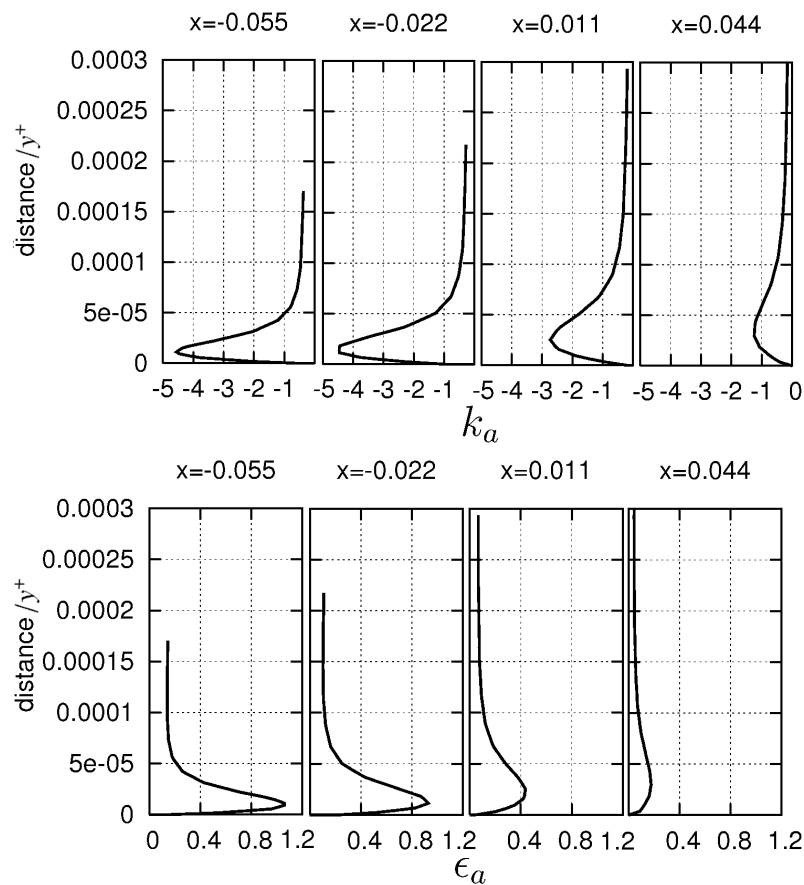 x=-0.055 x=-0.022 x=0.011 x=0.044
0.0003
0.00025
0.0002
0.00015
0.0001
5e-05
0
distance/y⁺
-5 -4 -3 -2 -1 -5 -4 -3 -2 -1 -5 -4 -3 -2 -1 -5 -4 -3 -2 -1 0
kₐ
x=-0.055 x=-0.022 x=0.011 x=0.044
0.0003
0.00025
0.0002
0.00015
0.0001
5e-05
0
distance/y⁺
0 0.4 0.8 1.2 0.4 0.8 1.2 0.4 0.8 1.2 0.4 0.8 1.2
ϵₐ